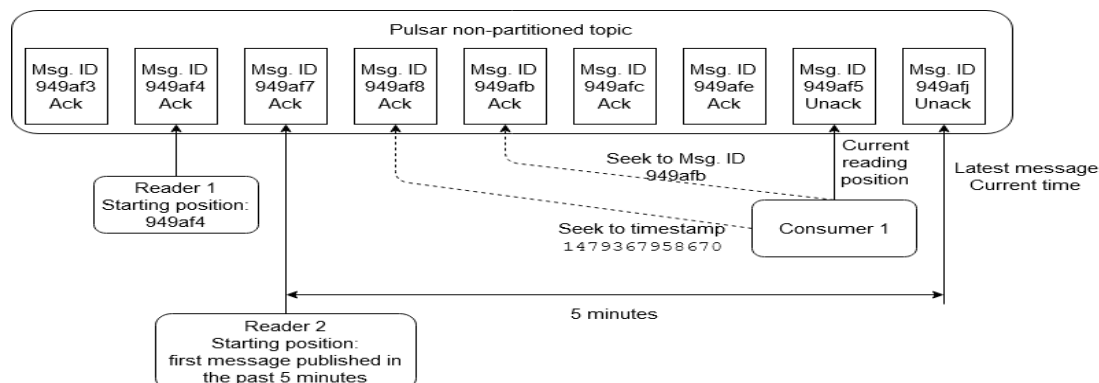 Pulsar non-partitioned topic
Msg. ID
949af3
Ack
Msg. ID
949af4
Ack
Msg. ID
949af7
Ack
Msg. ID
949af8
Ack
Msg. ID
949afb
Ack
Msg. ID
949afc
Ack
Msg. ID
949afe
Ack
Msg. ID
949af5
Unack
Msg. ID
949afj
Unack
Reader 1
Starting position:
949af4
Seek to Msg. ID
949afb
Current
reading
position
Latest message
Current time
Seek to timestamp
1479367958670
Consumer 1
5 minutes
Reader 2
Starting position:
first message published in
the past 5 minutes